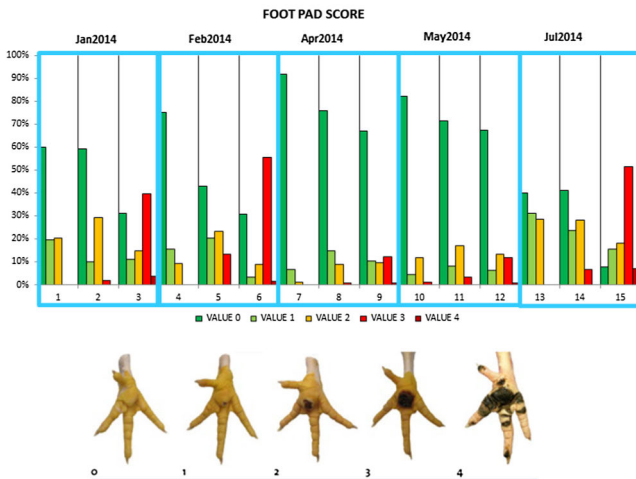 FOOT PAD SCORE
Jan2014 Feb2014 Apr2014 May2014 Jul2014
100%
90%
80%
70%
60%
50%
40%
30%
20%
10%
0%
1 2 3 4 5 6 7 8 9 10 11 12 13 14 15
VALUE 0 VALUE 1 VALUE 2 VALUE 3 VALUE 4
0 1 2 3 4